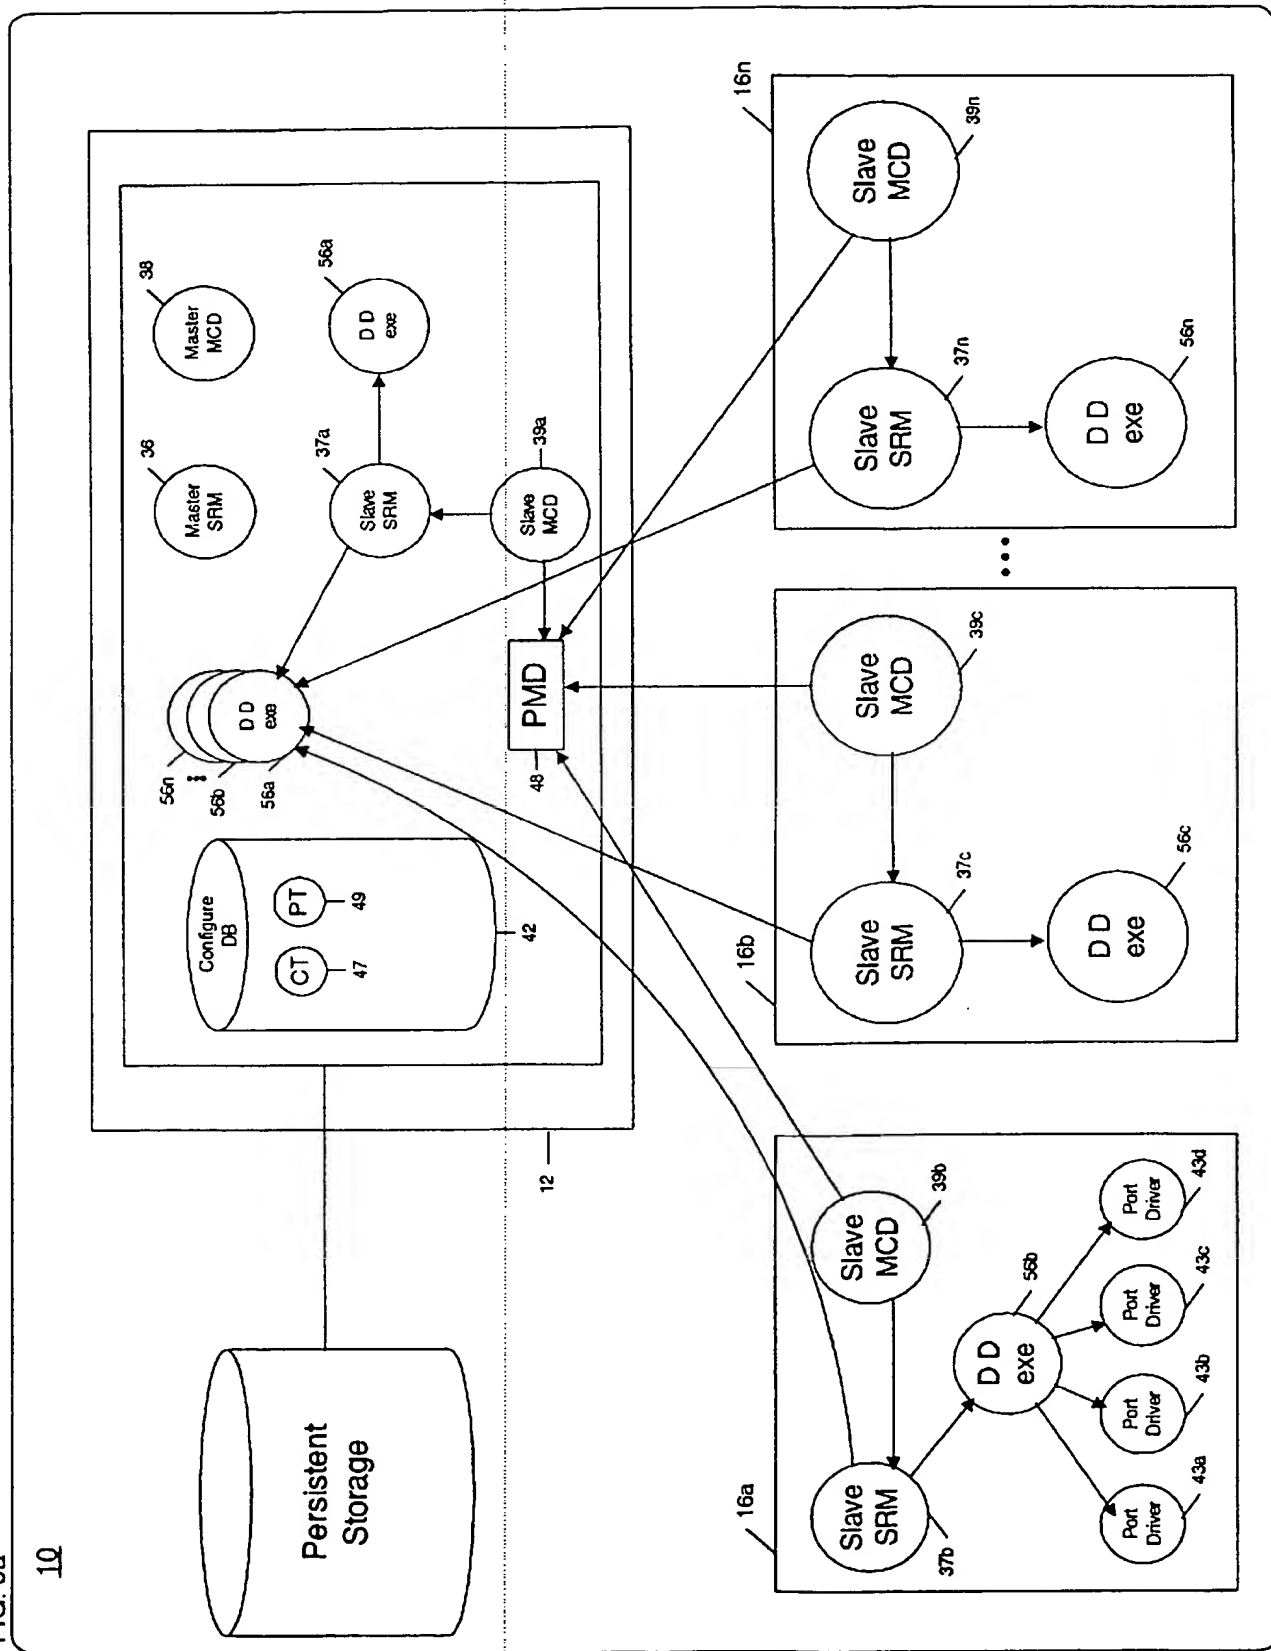 FIG.
10
Persistent
Storage
12
Configure
DB
CT
PT
47
49
42
56n
56b
56a
D D
exe
36
Master
SRM
38
Master
MCD
37a
Slave
SRM
56a
D D
exe
39a
Slave
MCD
PMD
48
16a
Slave
SRM
37b
Slave
MCD
39b
D D
exe
56b
Port
Driver
43a
Port
Driver
43b
Port
Driver
43c
Port
Driver
43d
16b
Slave
SRM
37c
Slave
MCD
39c
D D
exe
56c
16n
Slave
SRM
37n
Slave
MCD
39n
D D
exe
56n